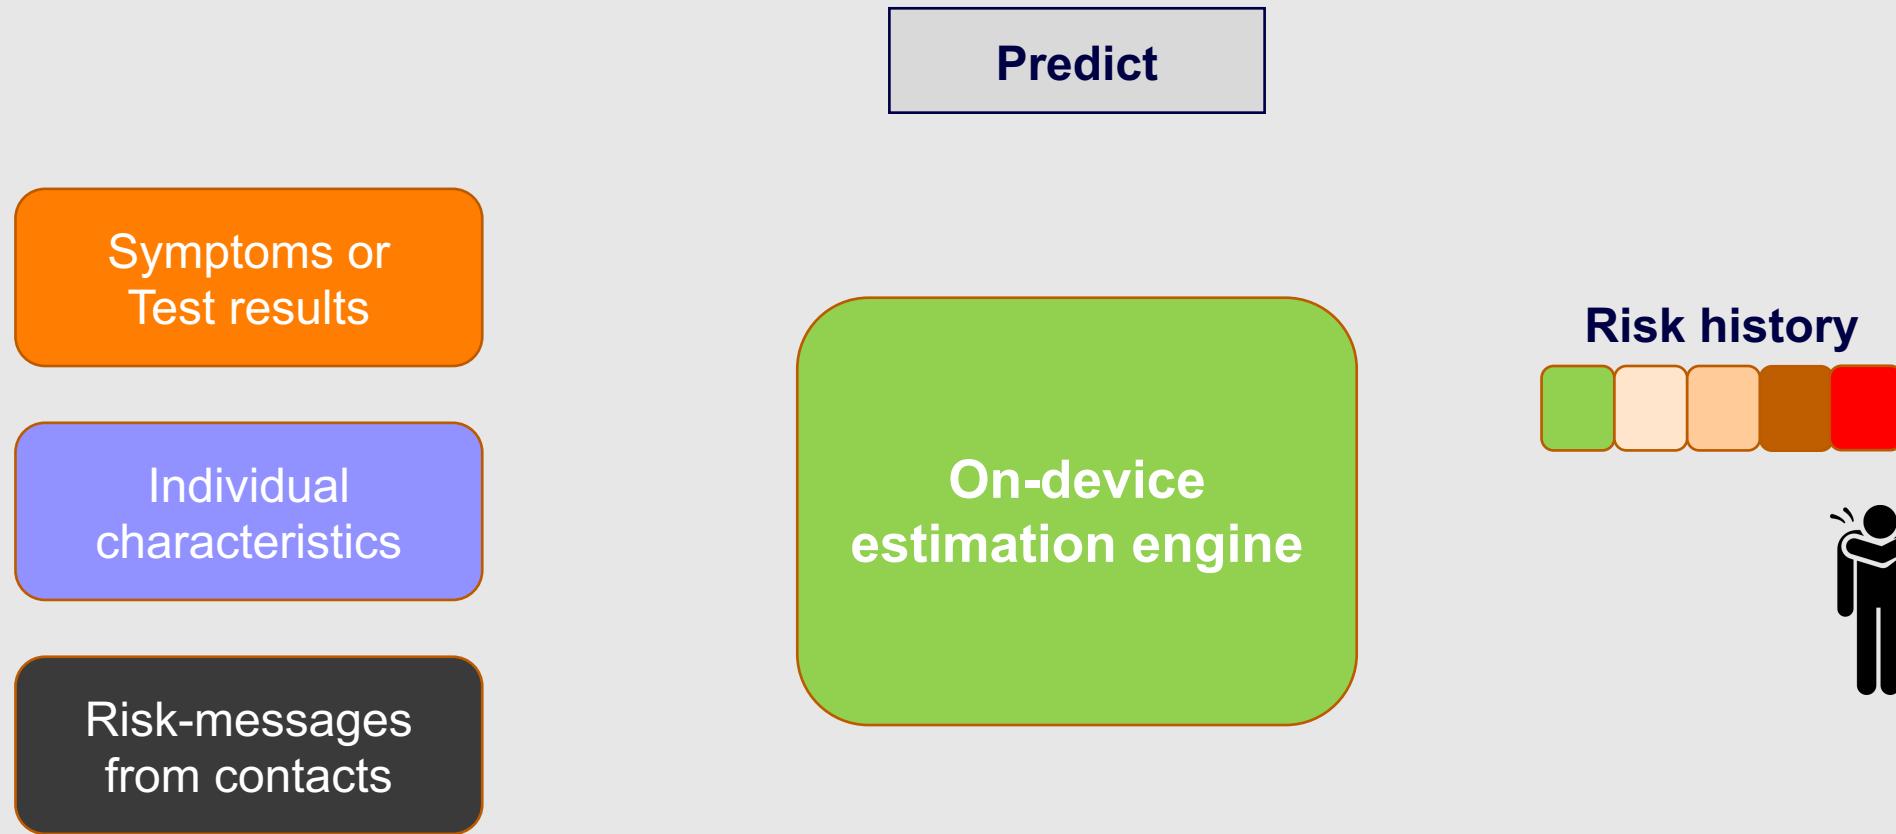 Predict
Symptoms or
Test results
Individual
characteristics
Risk-messages
from contacts
On-device
estimation engine
Risk history